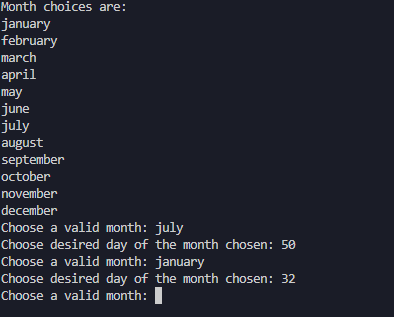 Month choices are:
january
february
march
april
may
june
july
august
september
october
november
december
Choose a valid month: july
Choose desired day of the month chosen: 50
Choose a valid month: january
Choose desired day of the month chosen: 32
Choose a valid month: